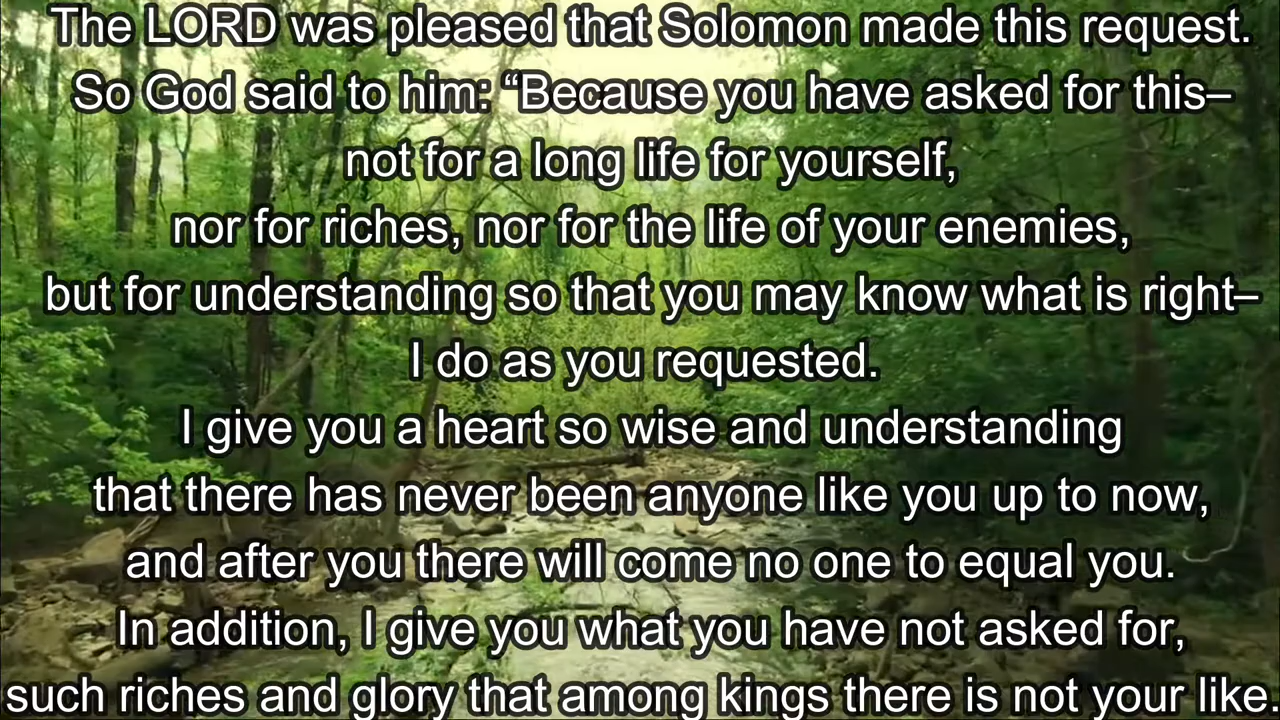 The LORD was pleased that Solomon made this request.
So God said to him: “Because you have asked for this–
not for a long life for yourself,
nor for riches, nor for the life of your enemies,
but for understanding so that you may know what is right–
I do as you requested.
I give you a heart so wise and understanding
that there has never been anyone like you up to now,
and after you there will come no one to equal you.
In addition, I give you what you have not asked for,
such riches and glory that among kings there is not your like.